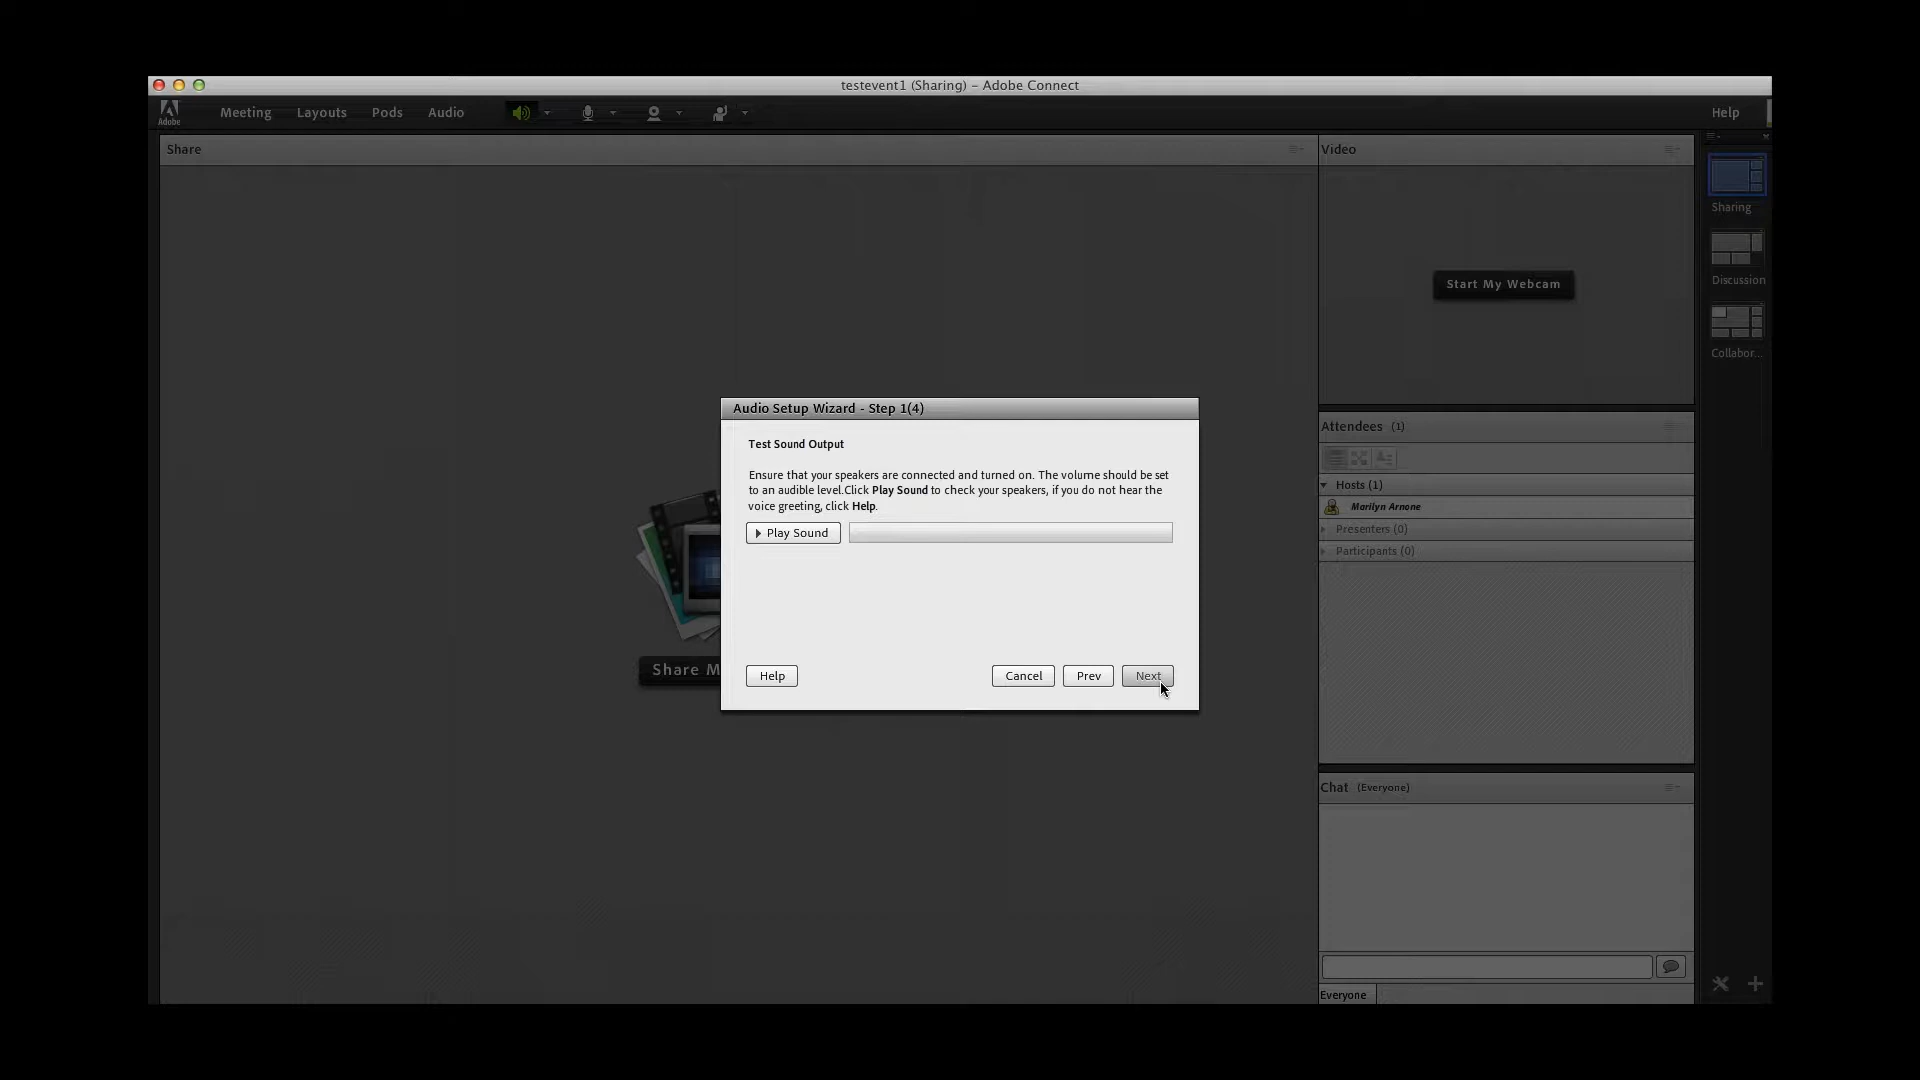 testevent1 (Sharing) – Adobe Connect
Adobe
Meeting
Layouts
Pods
Audio
Help
Share
Video
Sharing
Start My Webcam
Discussion
Collabor...
Audio Setup Wizard - Step 1(4)
Test Sound Output
Ensure that your speakers are connected and turned on. The volume should be set
to an audible level.Click Play Sound to check your speakers, if you do not hear the
voice greeting, click Help.
Play Sound
Share M
Help
Cancel
Prev
Next
Attendees (1)
Hosts (1)
Marilyn Arnone
Presenters (0)
Participants (0)
Chat (Everyone)
Everyone